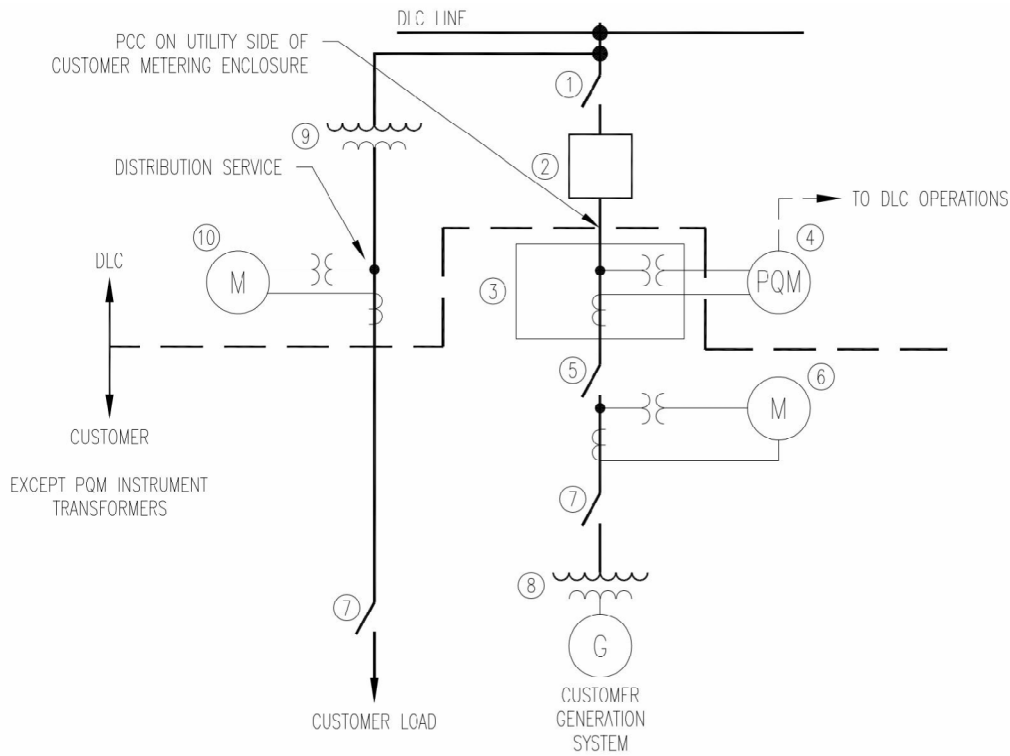 DLC LINE
PCC ON UTILITY SIDE OF
CUSTOMER METERING ENCLOSURE
1
9
2
DISTRIBUTION SERVICE
TO DLC OPERATIONS
10
4
DLC
M
PQM
3
5
6
M
CUSTOMER
EXCEPT PQM INSTRUMENT
TRANSFORMERS
7
8
7
G
CUSTOMER LOAD
CUSTOMER
GENERATION
SYSTEM